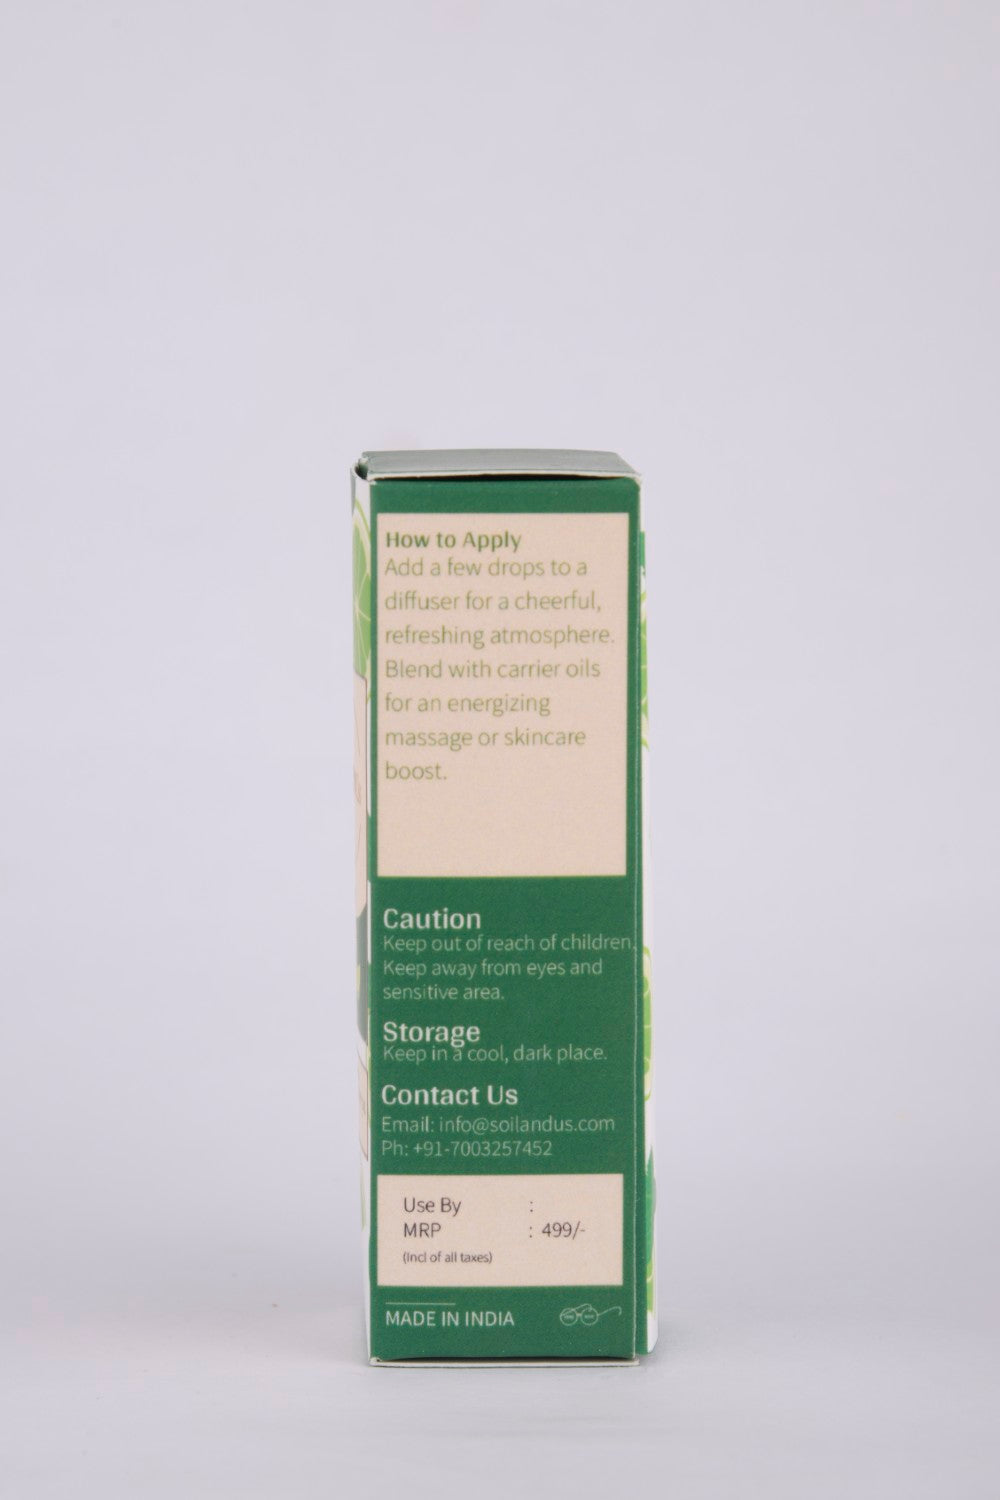 How to Apply
Add a few drops to a
diffuser for a cheerful,
refreshing atmosphere.
Blend with carrier oils
for an energizing
massage or skincare
boost.
Caution
Keep out of reach of children,
Keep away from eyes and
sensitive area.
Storage
Keep in a cool, dark place.
Contact Us
Email: info@soilandus.com
Ph: +91-7003257452
Use By :
MRP : 499/-
(Incl of all taxes)
MADE IN INDIA